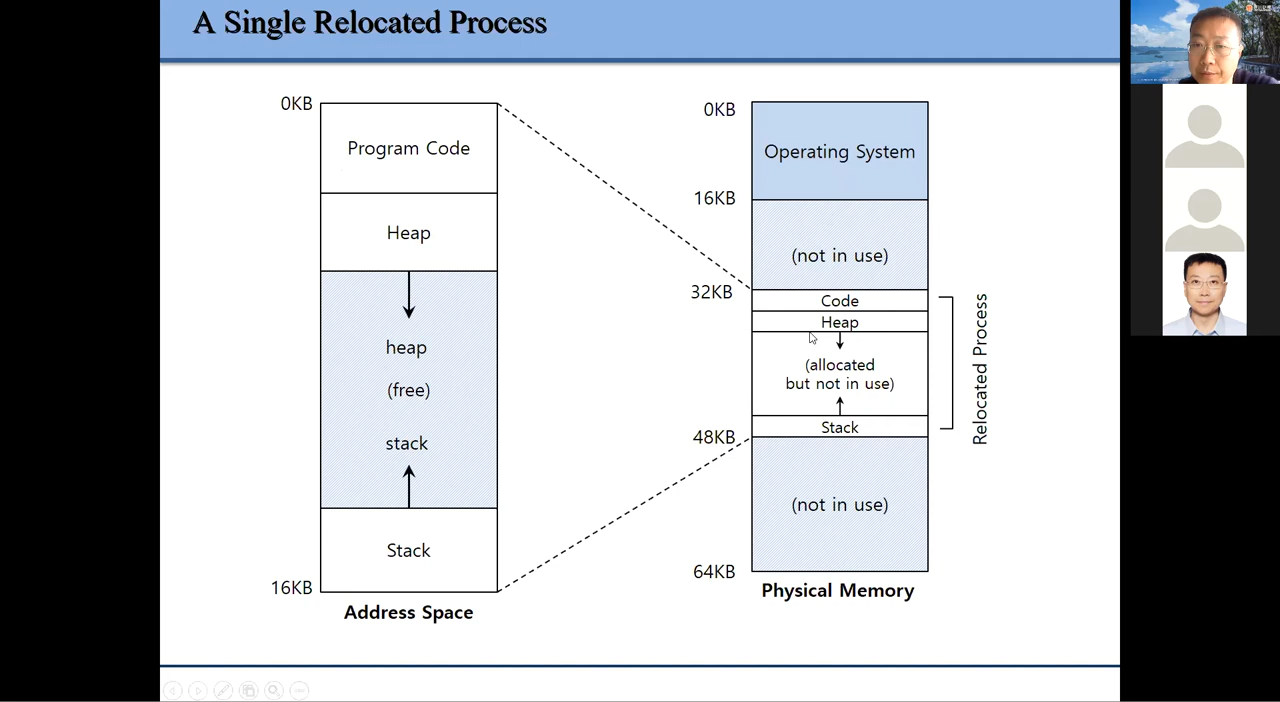 A Single Relocated Process
0KB
Program Code
Heap
heap
(free)
stack
Stack
16KB
Address Space
0KB
Operating System
16KB
(not in use)
32KB
Code
Heap
(allocated
but not in use)
Stack
48KB
(not in use)
64KB
Physical Memory
Relocated Process